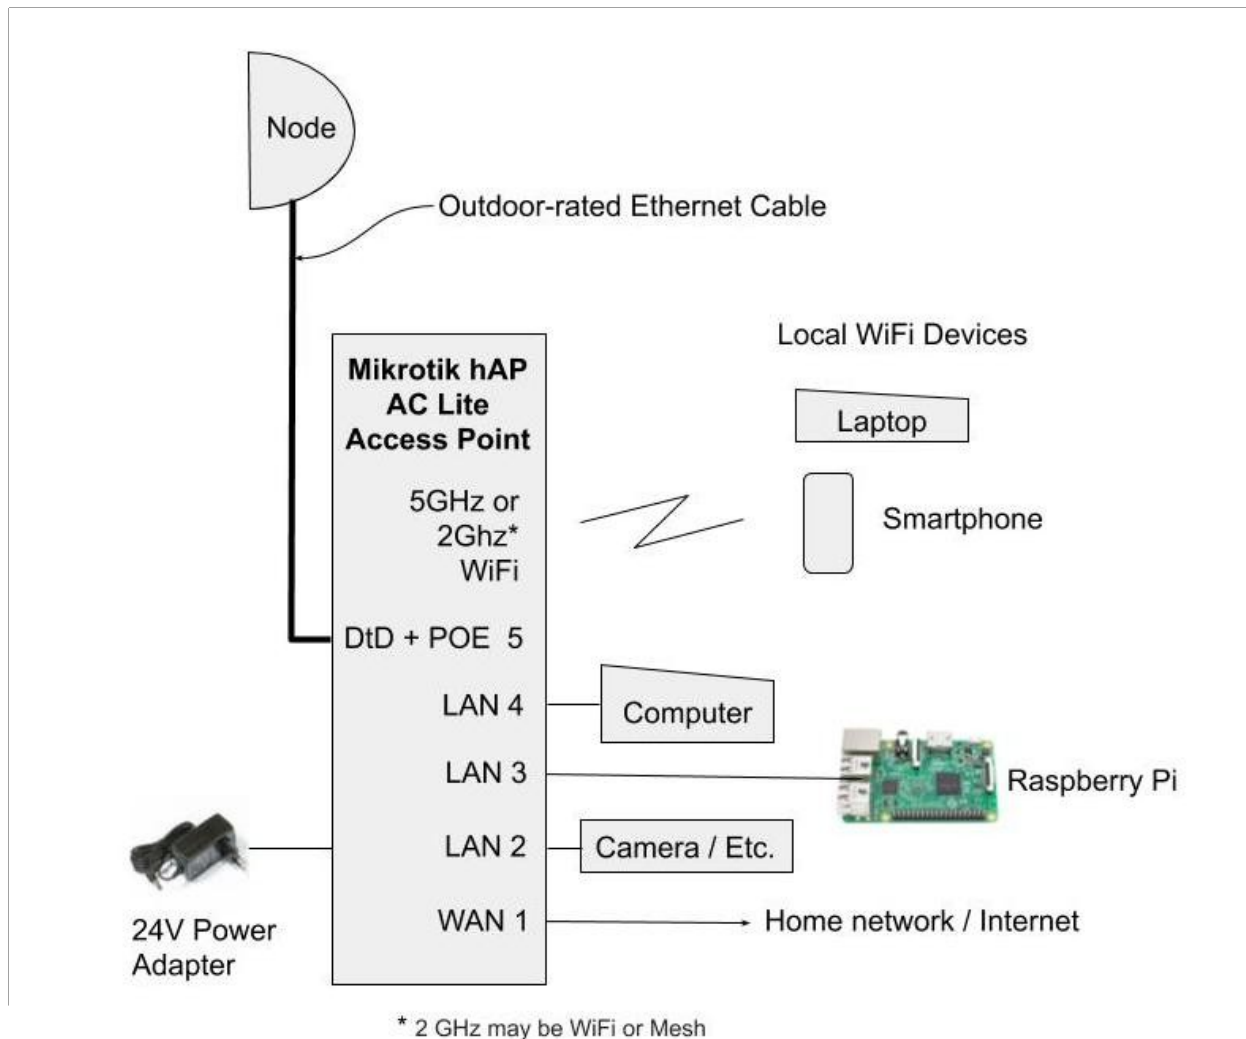 Node
Outdoor-rated Ethernet Cable
Mikrotik hAP
AC Lite
Access Point
Local WiFi Devices
Laptop
5GHz or
2Ghz*
WiFi
Smartphone
DtD + POE 5
LAN 4
Computer
LAN 3
Raspberry Pi
LAN 2
Camera / Etc.
24V Power
Adapter
WAN 1
Home network / Internet
* 2 GHz may be WiFi or Mesh